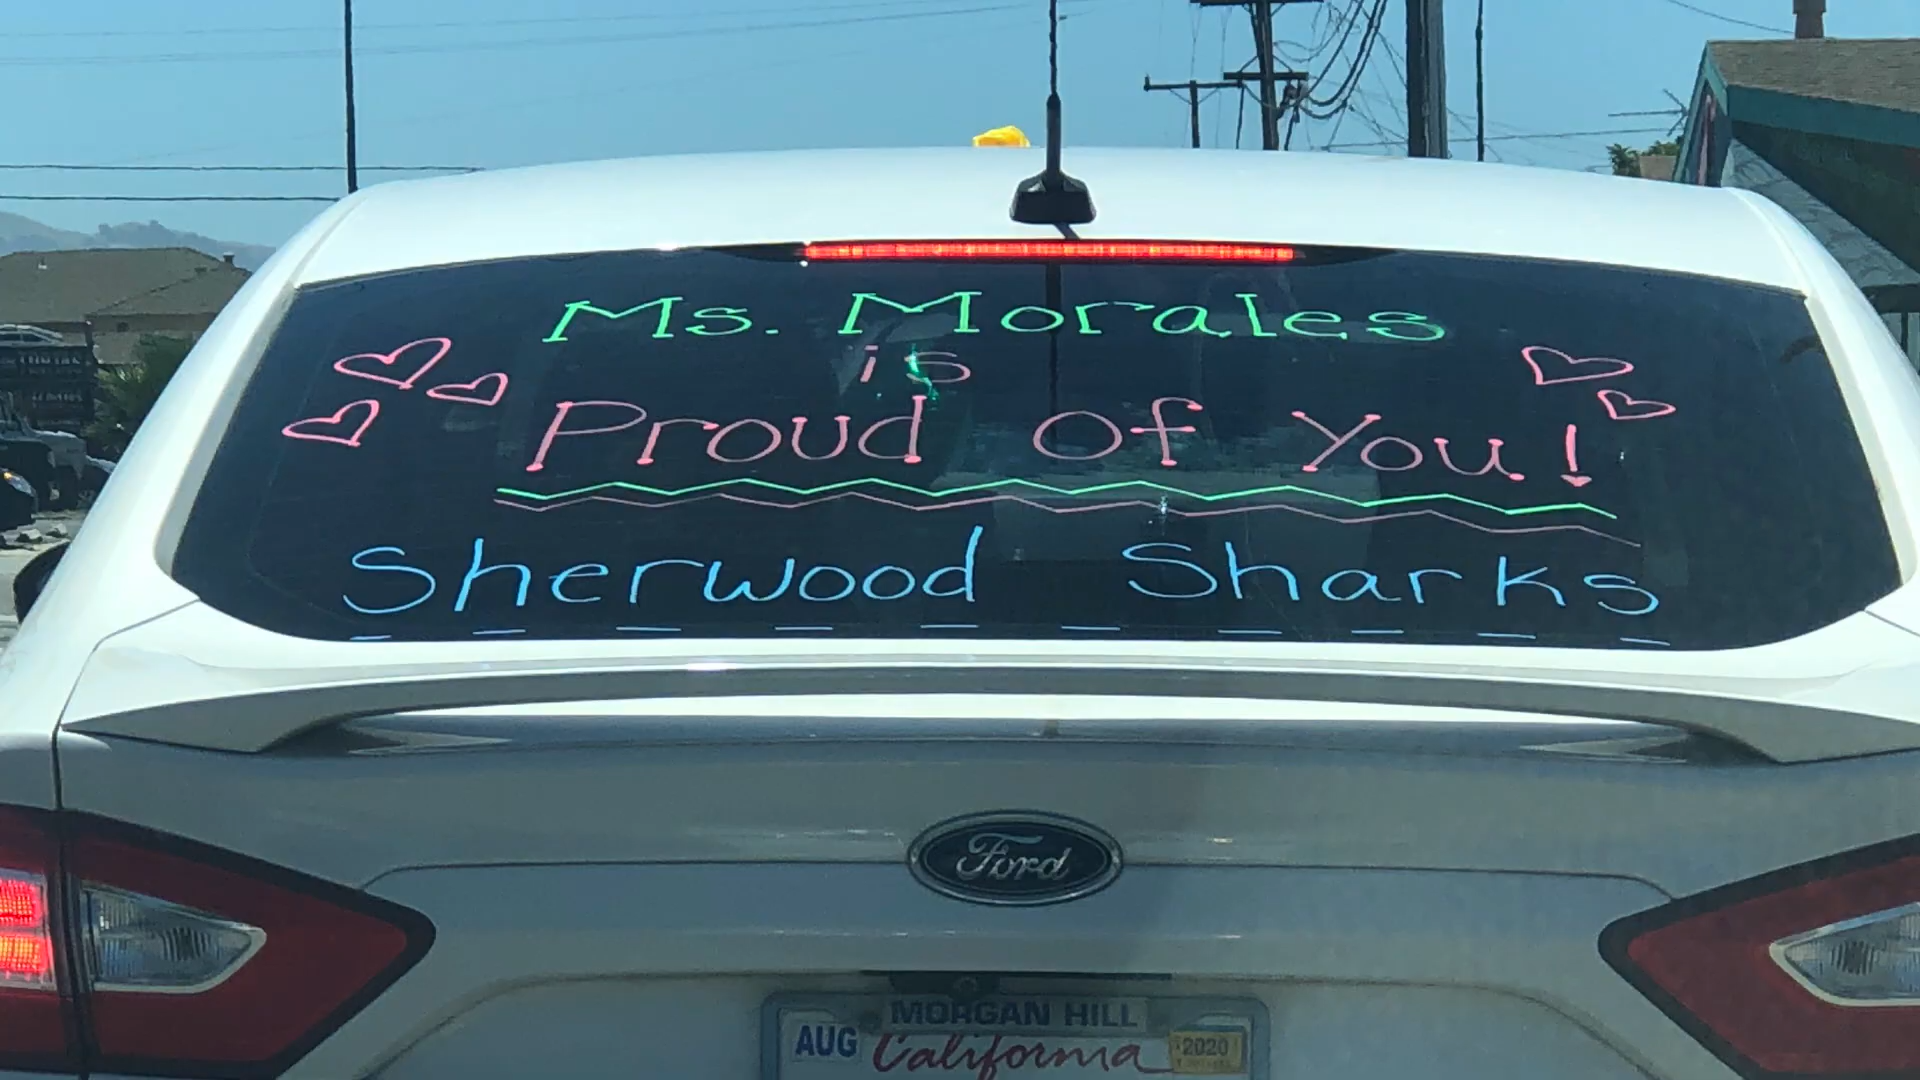 Ms. Morales
is
Proud Of You!
Sherwood Sharks
Ford
MORGAN HILL
AUG
California
2020